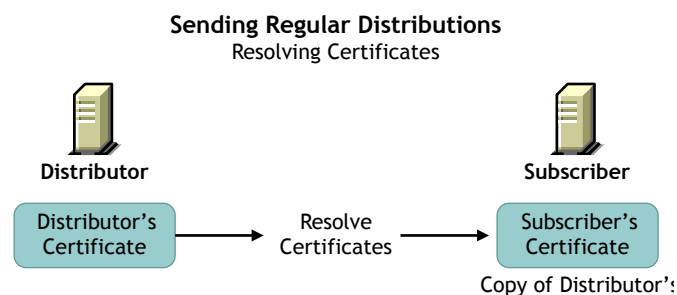 Sending Regular Distributions
Resolving Certificates
Distributor
Subscriber
Distributor's
Certificate
Resolve
Certificates
Subscriber's
Certificate
Copy of Distributor's